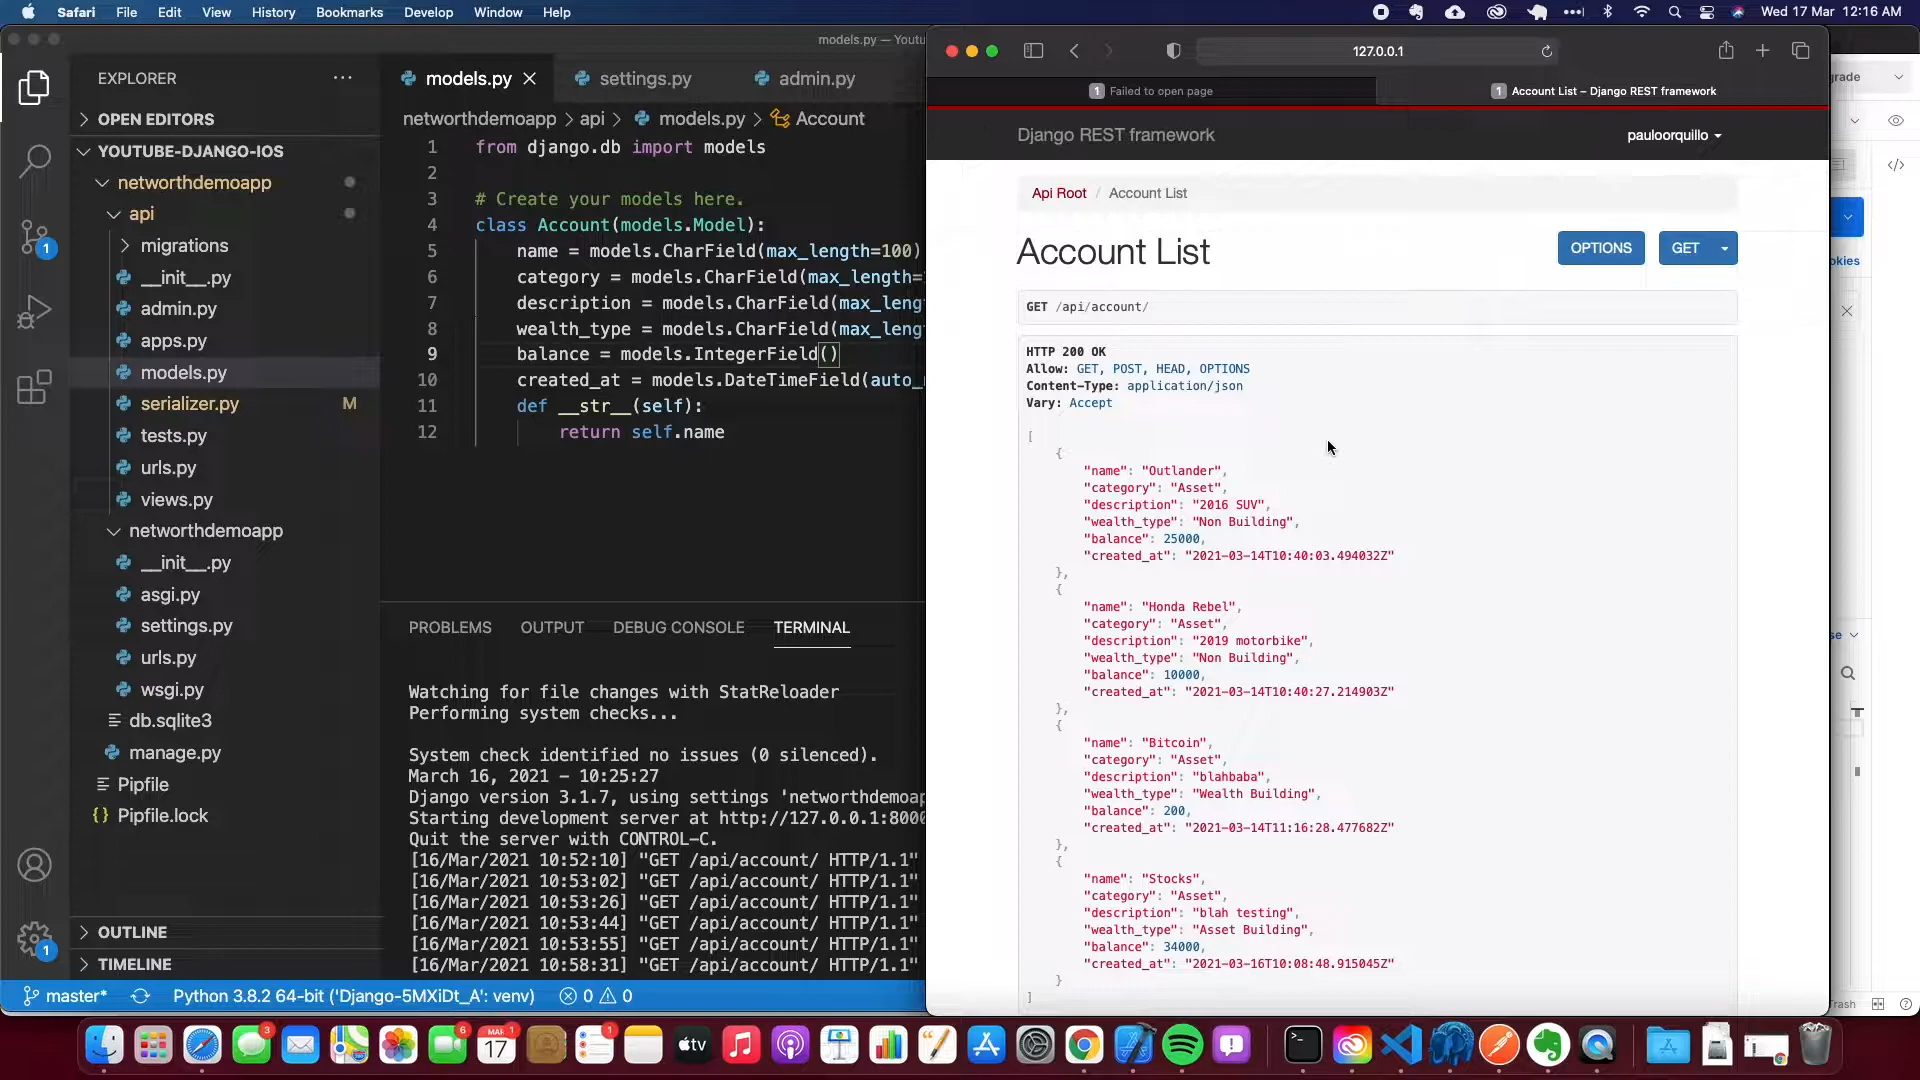 Safari File Edit View History Bookmarks Develop Window Help
Wed 17 Mar 12:16 AM
models.py — Youtu
EXPLORER
OPEN EDITORS
YOUTUBE-DJANGO-IOS
networthdemoapp
api
migrations
__init__.py
admin.py
apps.py
models.py
serializer.py M
tests.py
urls.py
views.py
networthdemoapp
__init__.py
asgi.py
settings.py
urls.py
wsgi.py
db.sqlite3
manage.py
Pipfile
{} Pipfile.lock
OUTLINE
TIMELINE
1
1
models.py settings.py admin.py
networthdemoapp > api > models.py > Account
1 from django.db import models
2
3 # Create your models here.
4 class Account(models.Model):
5 name = models.CharField(max_length=100)
6 category = models.CharField(max_length=
7 description = models.CharField(max_leng
8 wealth_type = models.CharField(max_leng
9 balance = models.IntegerField()
10 created_at = models.DateTimeField(auto_
11 def __str__(self):
12 return self.name
PROBLEMS OUTPUT DEBUG CONSOLE TERMINAL
Watching for file changes with StatReloader
Performing system checks...
System check identified no issues (0 silenced).
March 16, 2021 - 10:25:27
Django version 3.1.7, using settings 'networthdemoap
Starting development server at http://127.0.0.1:8000
Quit the server with CONTROL-C.
[16/Mar/2021 10:52:10] "GET /api/account/ HTTP/1.1"
[16/Mar/2021 10:53:02] "GET /api/account/ HTTP/1.1"
[16/Mar/2021 10:53:26] "GET /api/account/ HTTP/1.1"
[16/Mar/2021 10:53:44] "GET /api/account/ HTTP/1.1"
[16/Mar/2021 10:53:55] "GET /api/account/ HTTP/1.1"
[16/Mar/2021 10:58:31] "GET /api/account/ HTTP/1.1"
master* Python 3.8.2 64-bit ('Django-5MXiDt_A': venv) 0 0
127.0.0.1
1 Failed to open page
1 Account List – Django REST framework
Django REST framework
pauloorquillo
Api Root / Account List
Account List
OPTIONS GET
GET /api/account/
HTTP 200 OK
Allow: GET, POST, HEAD, OPTIONS
Content-Type: application/json
Vary: Accept
[
{
"name": "Outlander",
"category": "Asset",
"description": "2016 SUV",
"wealth_type": "Non Building",
"balance": 25000,
"created_at": "2021-03-14T10:40:03.494032Z"
},
{
"name": "Honda Rebel",
"category": "Asset",
"description": "2019 motorbike",
"wealth_type": "Non Building",
"balance": 10000,
"created_at": "2021-03-14T10:40:27.214903Z"
},
{
"name": "Bitcoin",
"category": "Asset",
"description": "blahbaba",
"wealth_type": "Wealth Building",
"balance": 200,
"created_at": "2021-03-14T11:16:28.477682Z"
},
{
"name": "Stocks",
"category": "Asset",
"description": "blah testing",
"wealth_type": "Asset Building",
"balance": 34000,
"created_at": "2021-03-16T10:08:48.915045Z"
}
]
grade
okies
se
rash
3
6
MAR 1
17
1
tv